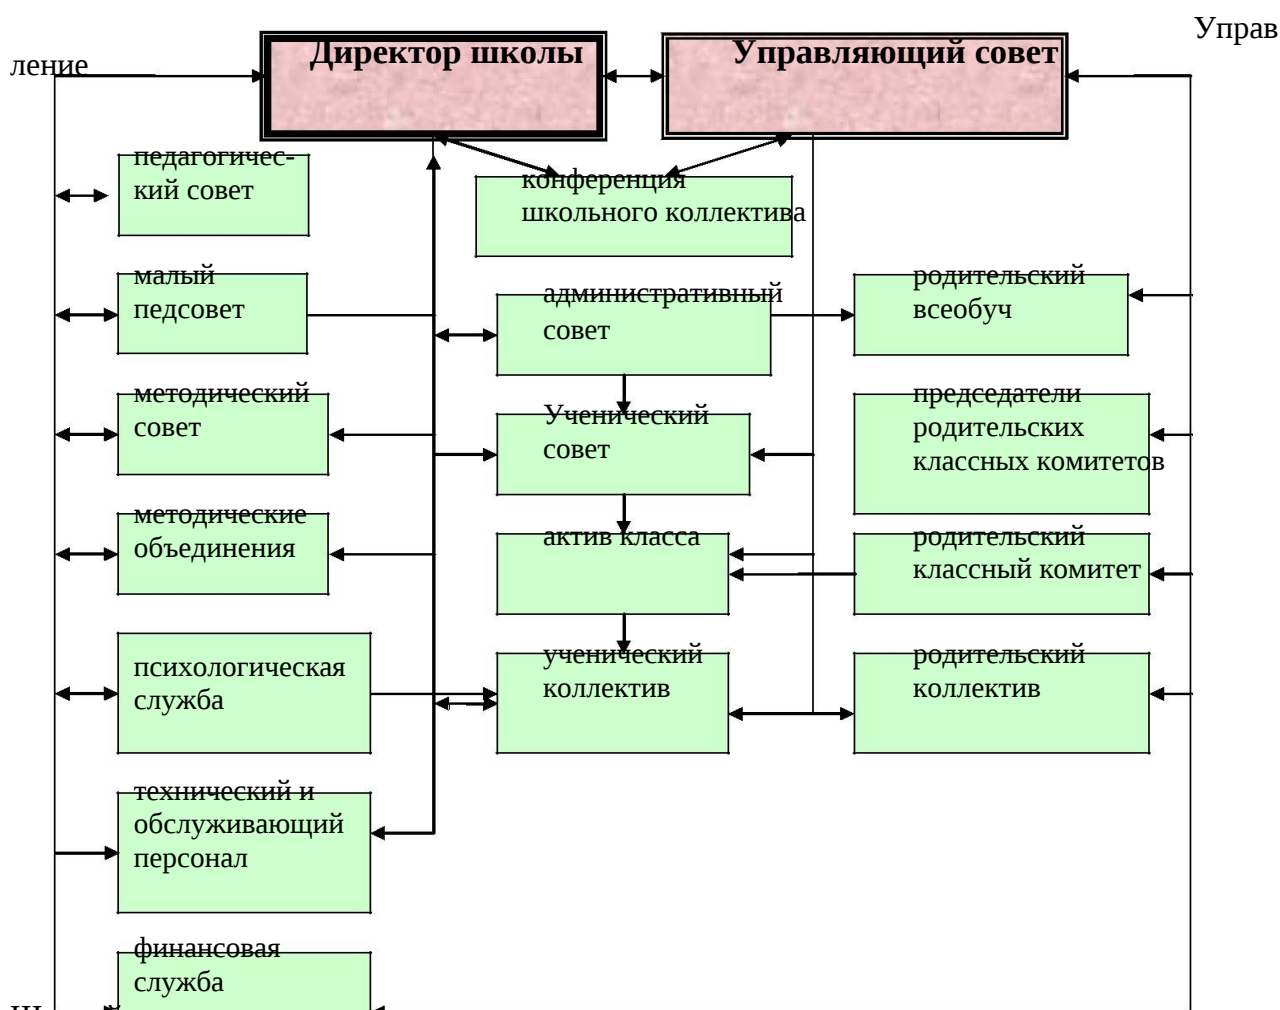 Управ
ление
Директор школы
Управляющий совет
педагогичес-
кий совет
конференция
школьного коллектива
малый
педсовет
административный
совет
родительский
всеобуч
методический
совет
Ученический
совет
председатели
родительских
классных комитетов
методические
объединения
актив класса
родительский
классный комитет
психологическая
служба
ученический
коллектив
родительский
коллектив
технический и
обслуживающий
персонал
финансовая
служба